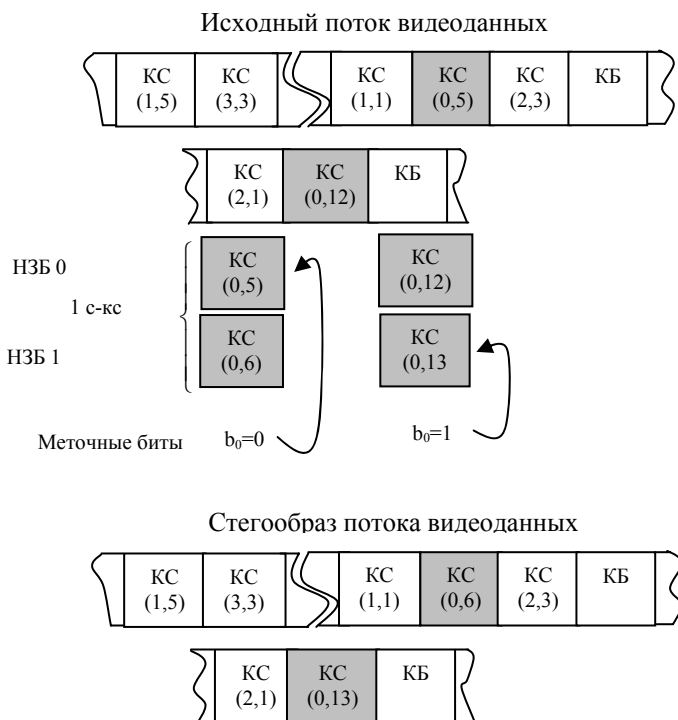 Исходный поток видеоданных
КС КС КС КС КС КБ
(1,5) (3,3) (1,1) (0,5) (2,3)
КС КС КБ
(2,1) (0,12)
НЗБ 0 КС КС
(0,5) (0,12)
1 с-кс
НЗБ 1 КС КС
(0,6) (0,13
Меточные биты b₀=0 b₀=1
Стегообраз потока видеоданных
КС КС КС КС КС КБ
(1,5) (3,3) (1,1) (0,6) (2,3)
КС КС КБ
(2,1) (0,13)